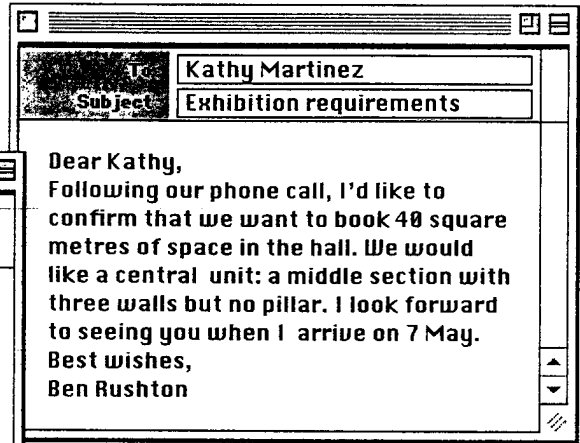 To:
Kathy Martinez
Subject
Exhibition requirements
Dear Kathy,
Following our phone call, I'd like to
confirm that we want to book 40 square
metres of space in the hall. We would
like a central unit: a middle section with
three walls but no pillar. I look forward
to seeing you when I arrive on 7 May.
Best wishes,
Ben Rushton